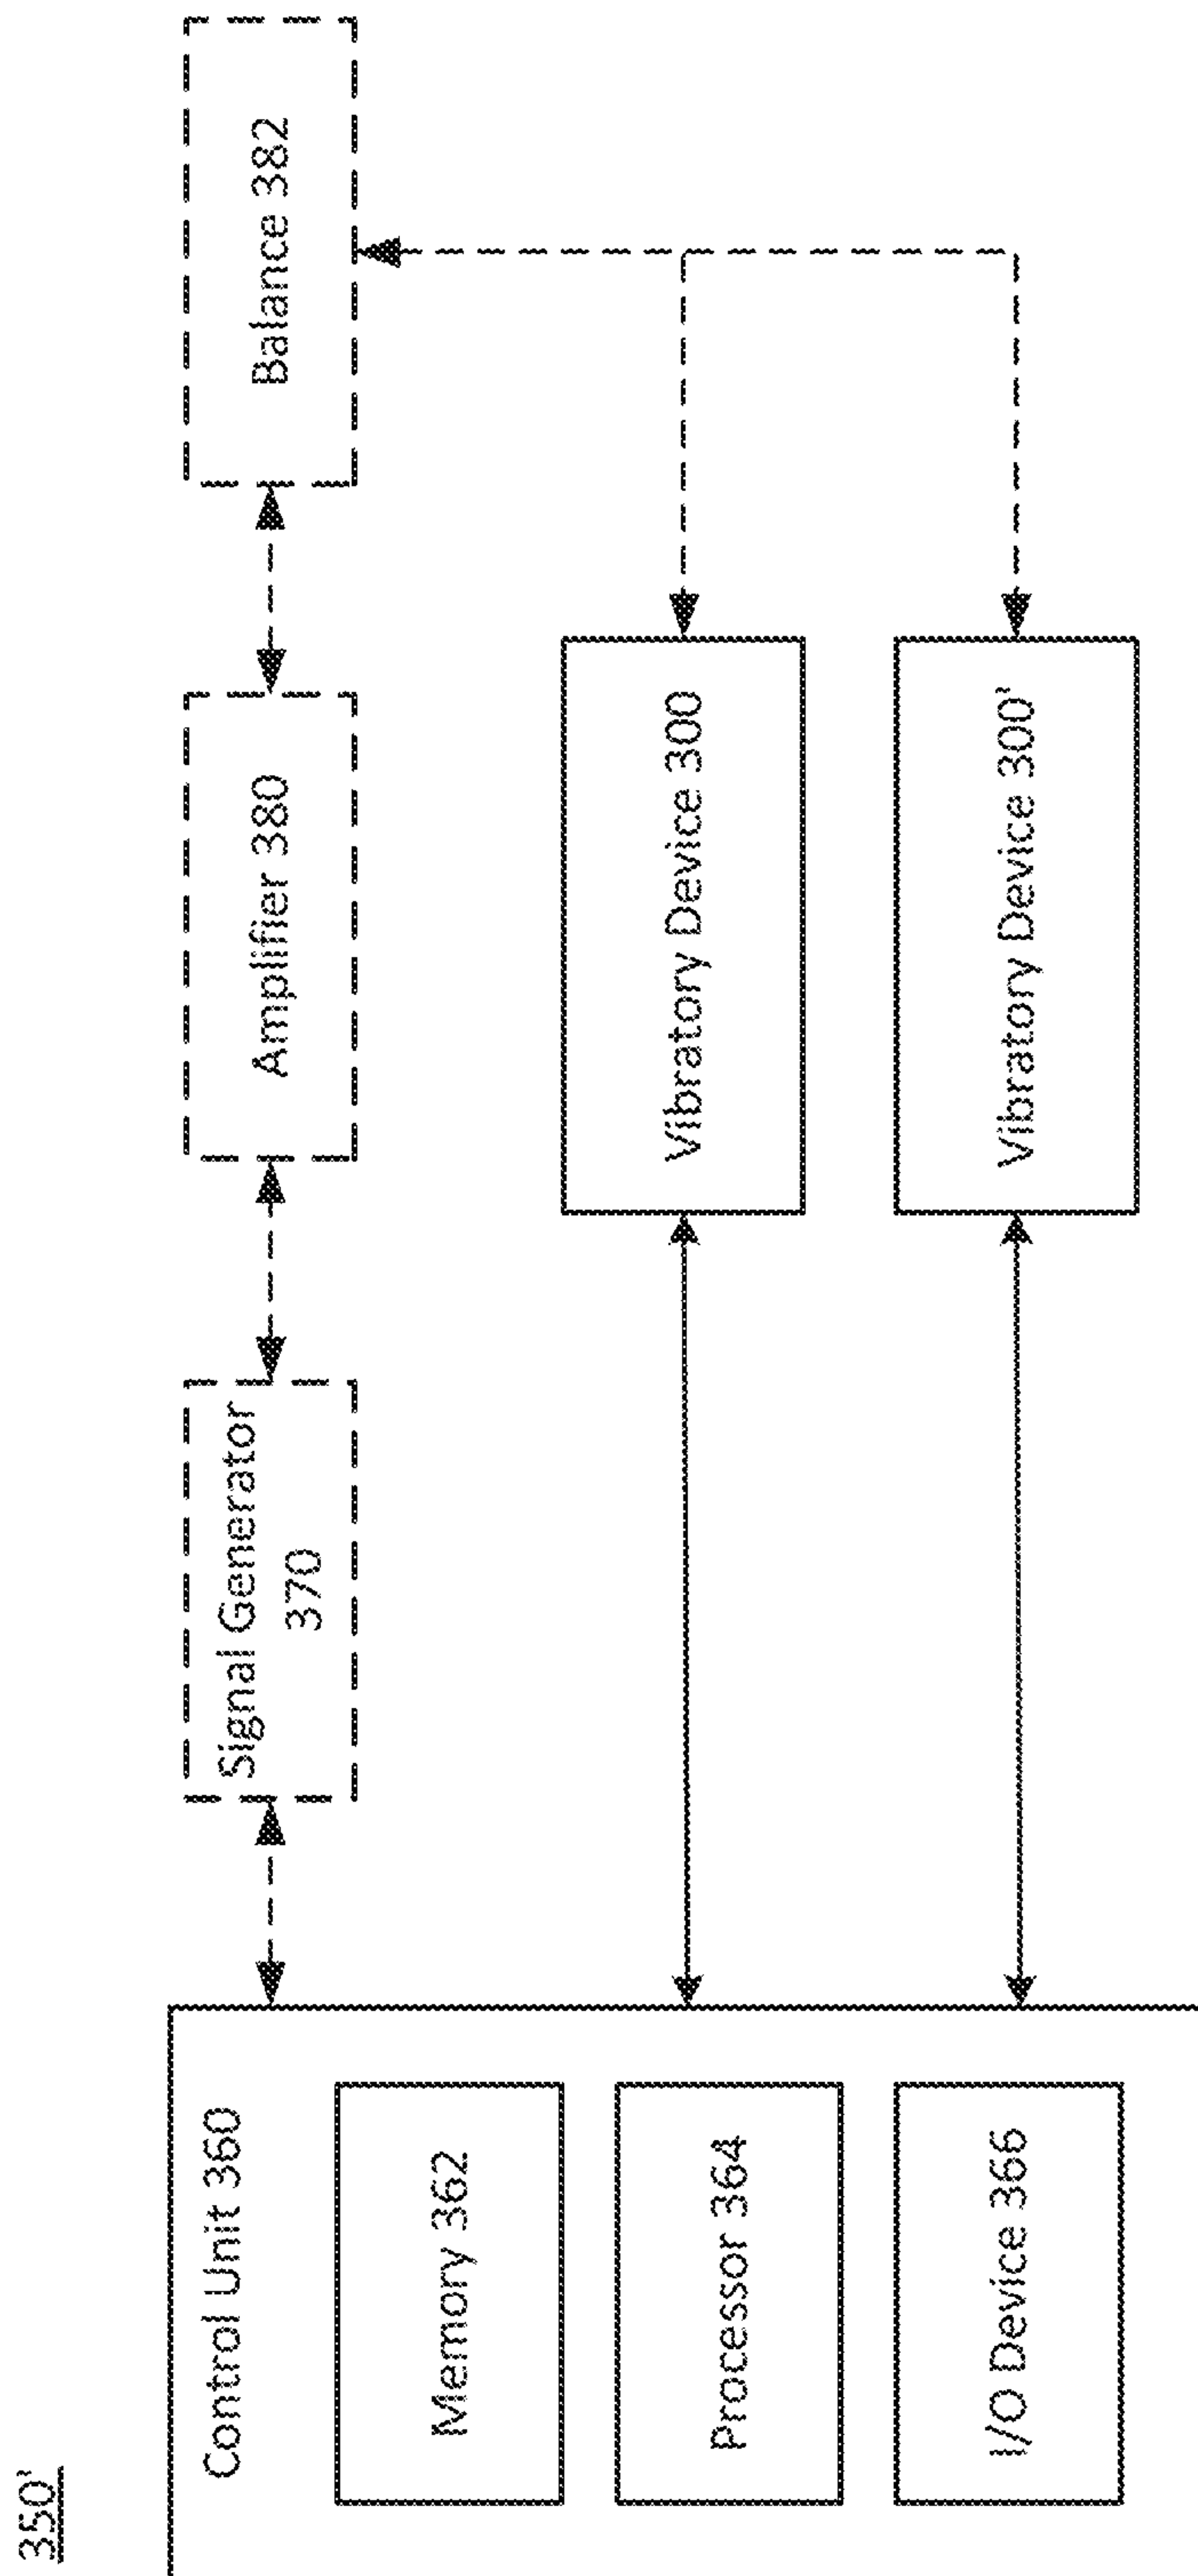 350'
Control Unit 360
Memory 362
Processor 364
I/O Device 366
Signal Generator
370
Amplifier 380
Balance 382
Vibratory Device 300
Vibratory Device 300'